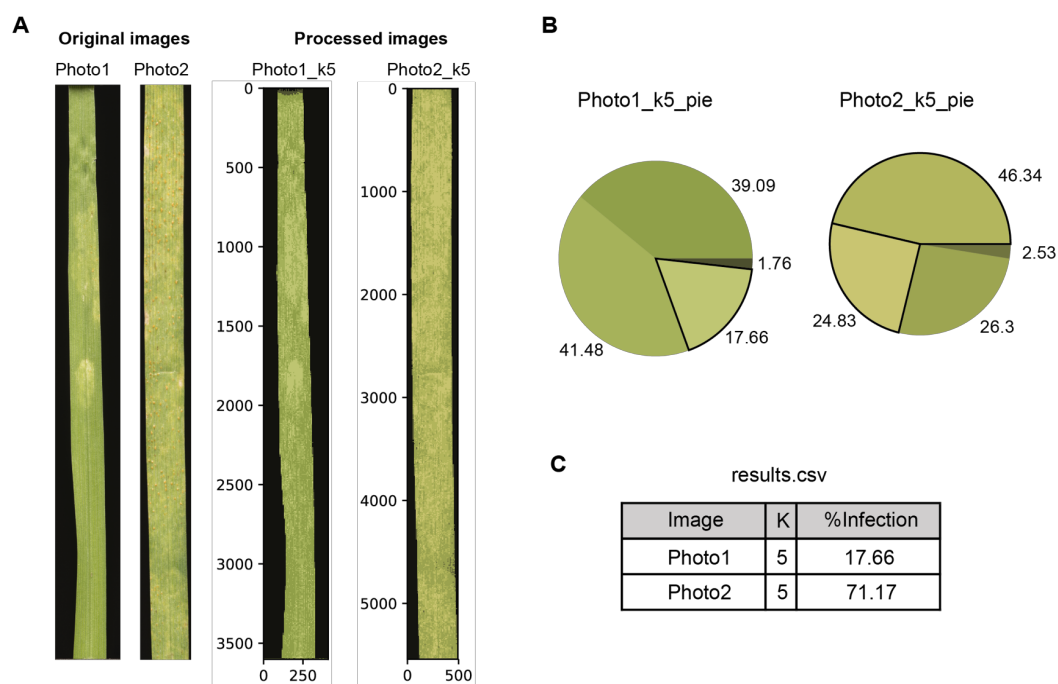 A
Original images
Processed images
Photo1
Photo2
Photo1_k5
Photo2_k5
0
500
1000
1500
2000
2500
3000
3500
0
250
0
1000
2000
3000
4000
5000
0
500
B
Photo1_k5_pie
Photo2_k5_pie
39.09
1.76
17.66
41.48
46.34
2.53
26.3
24.83
C
results.csv
Image K %Infection
Photo1 5 17.66
Photo2 5 71.17